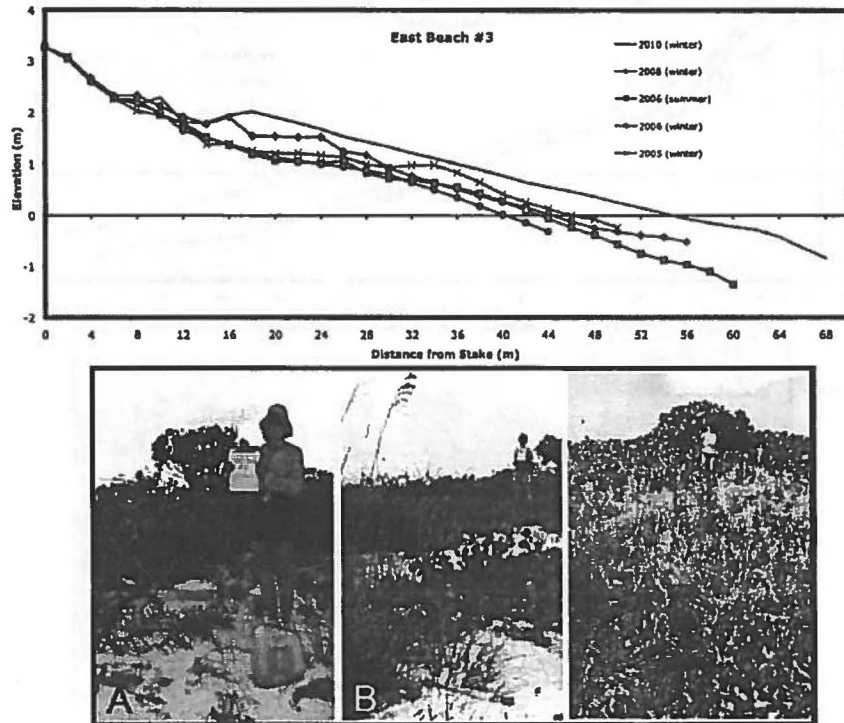 East Beach #3
2010 (winter)
2008 (winter)
2006 (summer)
2006 (winter)
2005 (winter)
Elevation (m)
4
3
2
1
0
-1
-2
0 4 8 12 16 20 24 28 32 36 40 44 48 52 56 60 64 68
Distance from Stake (m)
A
B